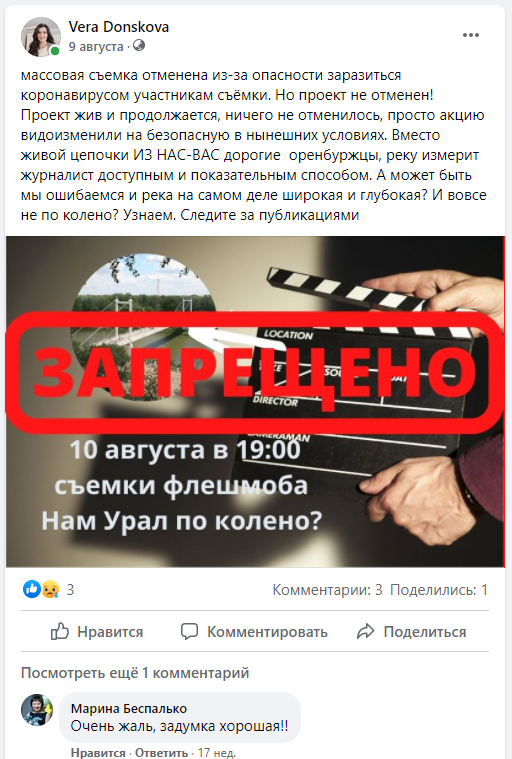 Vera Donskova
9 августа ·
массовая съемка отменена из-за опасности заразиться
коронавирусом участникам съёмки. Но проект не отменен!
Проект жив и продолжается, ничего не отменилось, просто акцию
видоизменили на безопасную в нынешних условиях. Вместо
живой цепочки ИЗ НАС-ВАС дорогие оренбуржцы, реку измерит
журналист доступным и показательным способом. А может быть
мы ошибаемся и река на самом деле широкая и глубокая? И вовсе
не по колено? Узнаем. Следите за публикациями
LOCATION
ЗАПРЕЩЕНО
DIRECTOR
CAMERAMAN
10 августа в 19:00
съемки флешмоба
Нам Урал по колено?
3
Комментарии: 3 Поделились: 1
Нравится
Комментировать
Поделиться
Посмотреть ещё 1 комментарий
Марина Беспалько
Очень жаль, задумка хорошая!!
Нравится · Ответить · 17 нед.